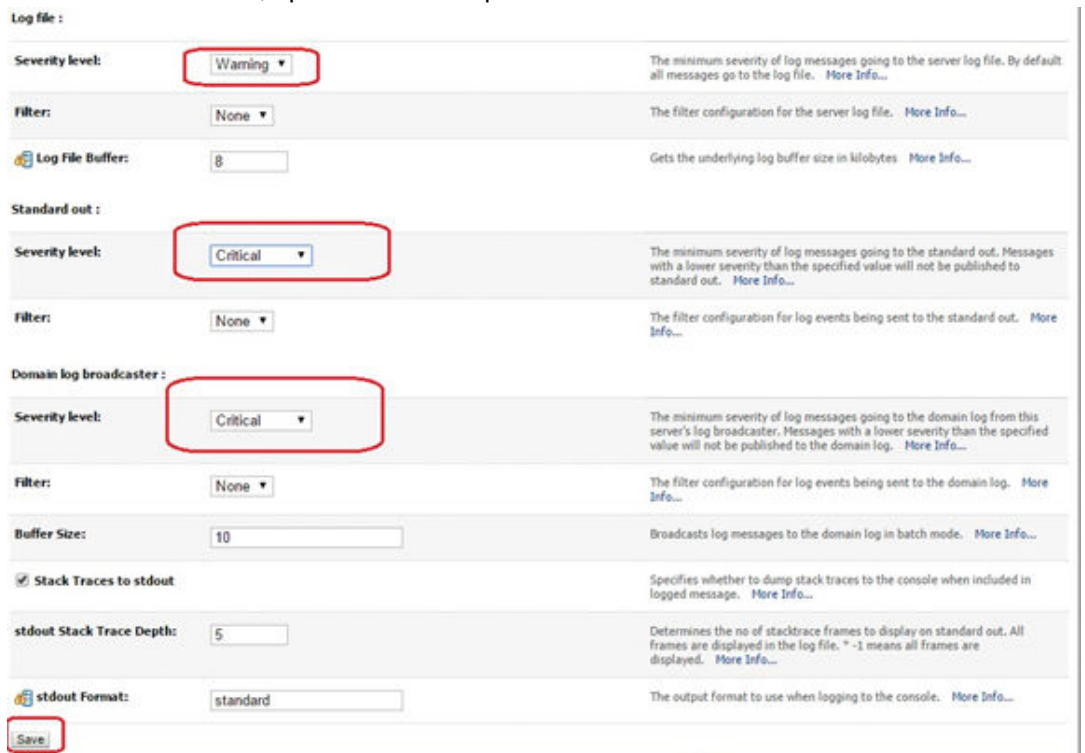 Log file :
Severity level:
Warning
The minimum severity of log messages going to the server log file. By default
all messages go to the log file. More Info...
Filter:
None
The filter configuration for the server log file. More Info...
Log File Buffer:
8
Gets the underlying log buffer size in kilobytes More Info...
Standard out :
Severity level:
Critical
The minimum severity of log messages going to the standard out. Messages
with a lower severity than the specified value will not be published to
standard out. More Info...
Filter:
None
The filter configuration for log events being sent to the standard out. More
Info...
Domain log broadcaster :
Severity level:
Critical
The minimum severity of log messages going to the domain log from this
server's log broadcaster. Messages with a lower severity than the specified
value will not be published to the domain log. More Info...
Filter:
None
The filter configuration for log events being sent to the domain log. More
Info...
Buffer Size:
10
Broadcasts log messages to the domain log in batch mode. More Info...
Stack Traces to stdout
Specifies whether to dump stack traces to the console when included in
logged message. More Info...
stdout Stack Trace Depth:
5
Determines the no of stacktrace frames to display on standard out. All
frames are displayed in the log file. * -1 means all frames are
displayed. More Info...
stdout Format:
standard
The output format to use when logging to the console. More Info...
Save